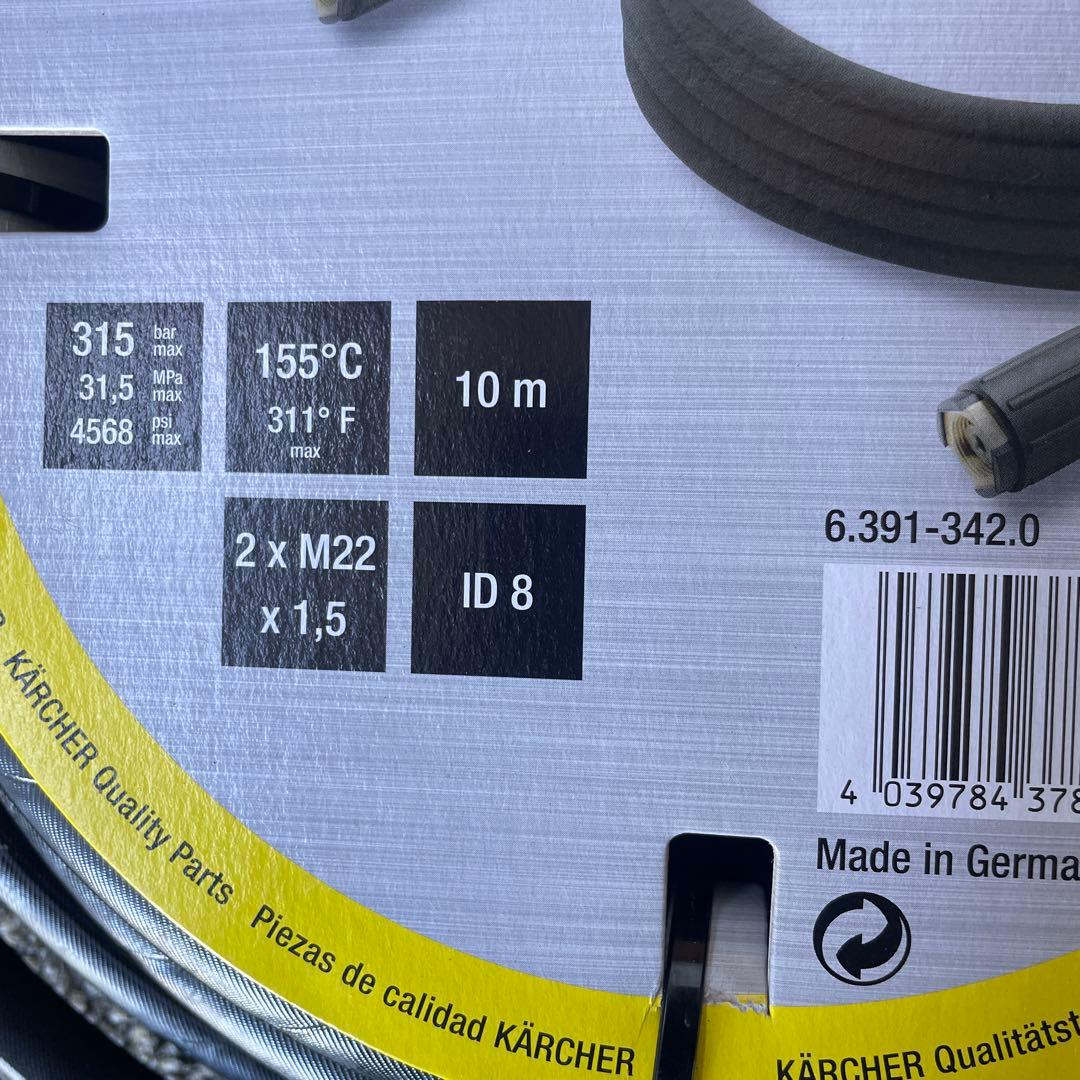 315 bar max
31,5 MPa max
4568 psi max
155°C
311° F
max
10 m
2 x M22
x 1,5
ID 8
6.391-342.0
4 039784 378
Made in Germa
KÄRCHER Quality Parts
Piezas de calidad KÄRCHER
KÄRCHER Qualitätst